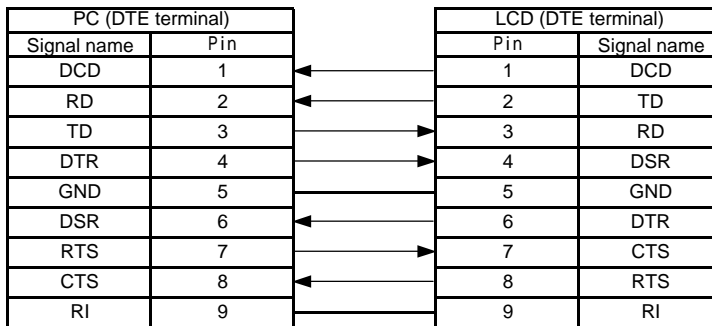 PC (DTE terminal) LCD (DTE terminal)
Signal name Pin Pin Signal name
DCD 1 1 DCD
RD 2 2 TD
TD 3 3 RD
DTR 4 4 DSR
GND 5 5 GND
DSR 6 6 DTR
RTS 7 7 CTS
CTS 8 8 RTS
RI 9 9 RI